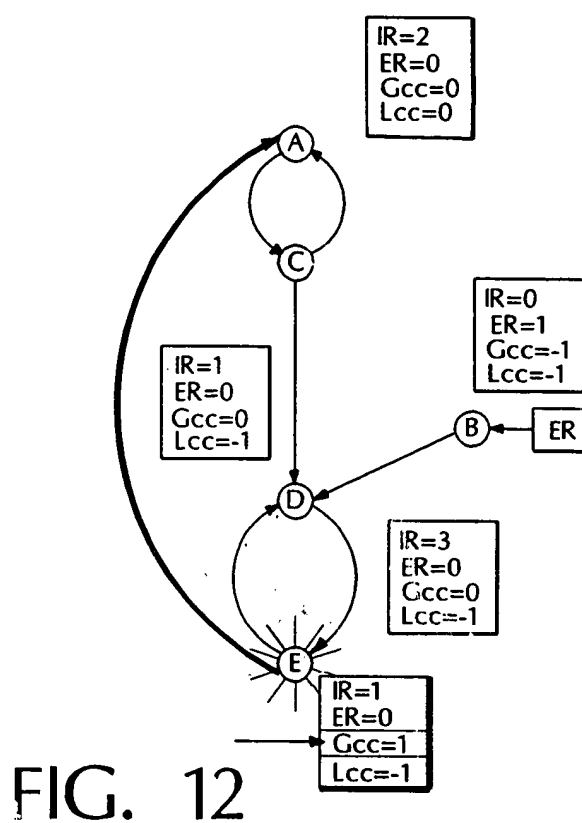 IR=2
ER=0
Gcc=0
Lcc=0
A
C
IR=0
ER=1
Gcc=-1
Lcc=-1
IR=1
ER=0
Gcc=0
Lcc=-1
B
ER
D
IR=3
ER=0
Gcc=0
Lcc=-1
E
IR=1
ER=0
Gcc=1
Lcc=-1
FIG. 12